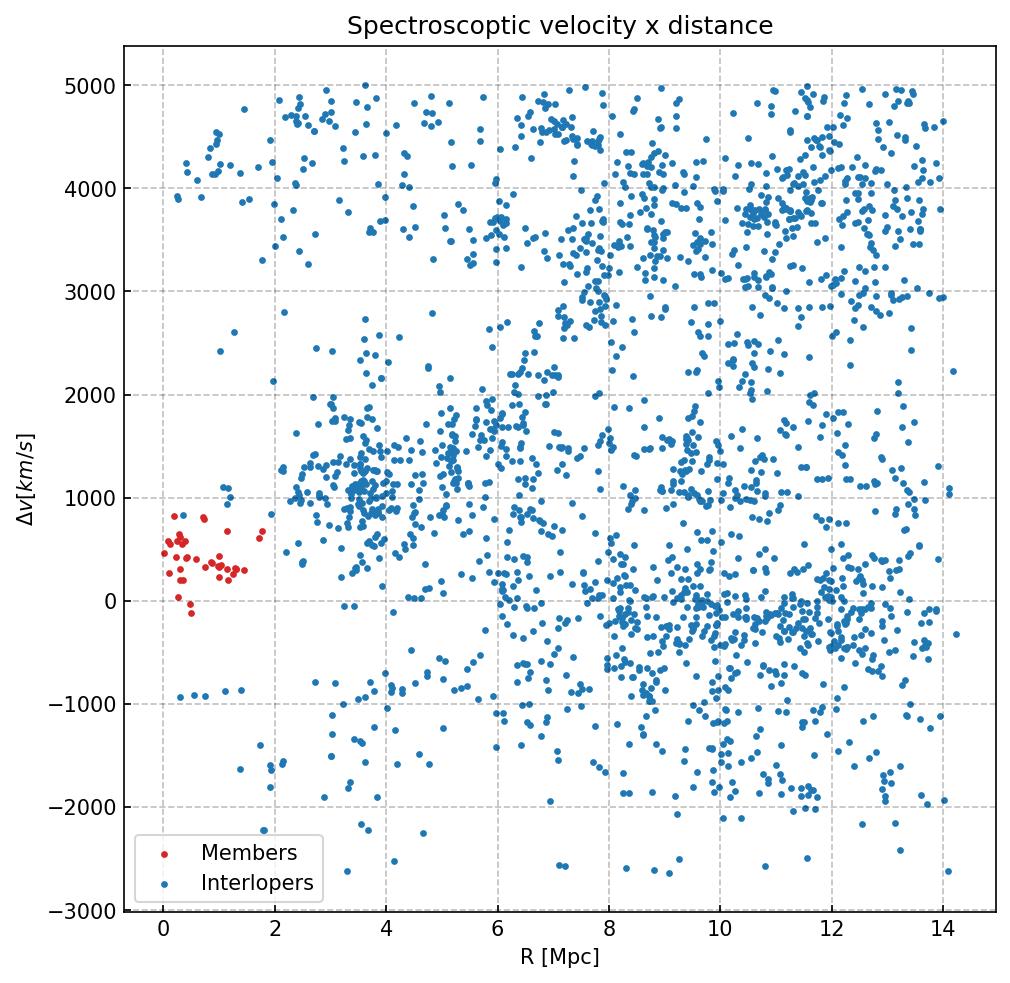 Spectroscoptic velocity x distance
Δv[km/s]
5000
4000
3000
2000
1000
0
−1000
−2000
−3000
Members
Interlopers
0 2 4 6 8 10 12 14
R [Mpc]